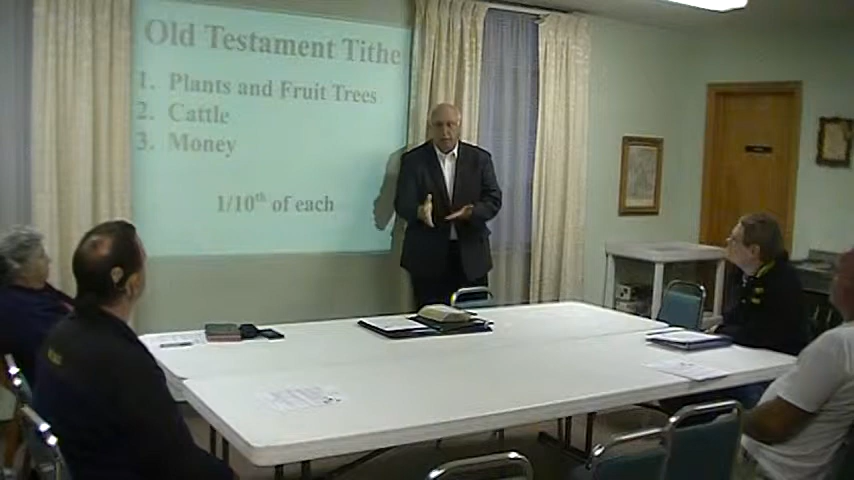 Old Testament Tithe
1. Plants and Fruit Trees
2. Cattle
3. Money
1/10th of each